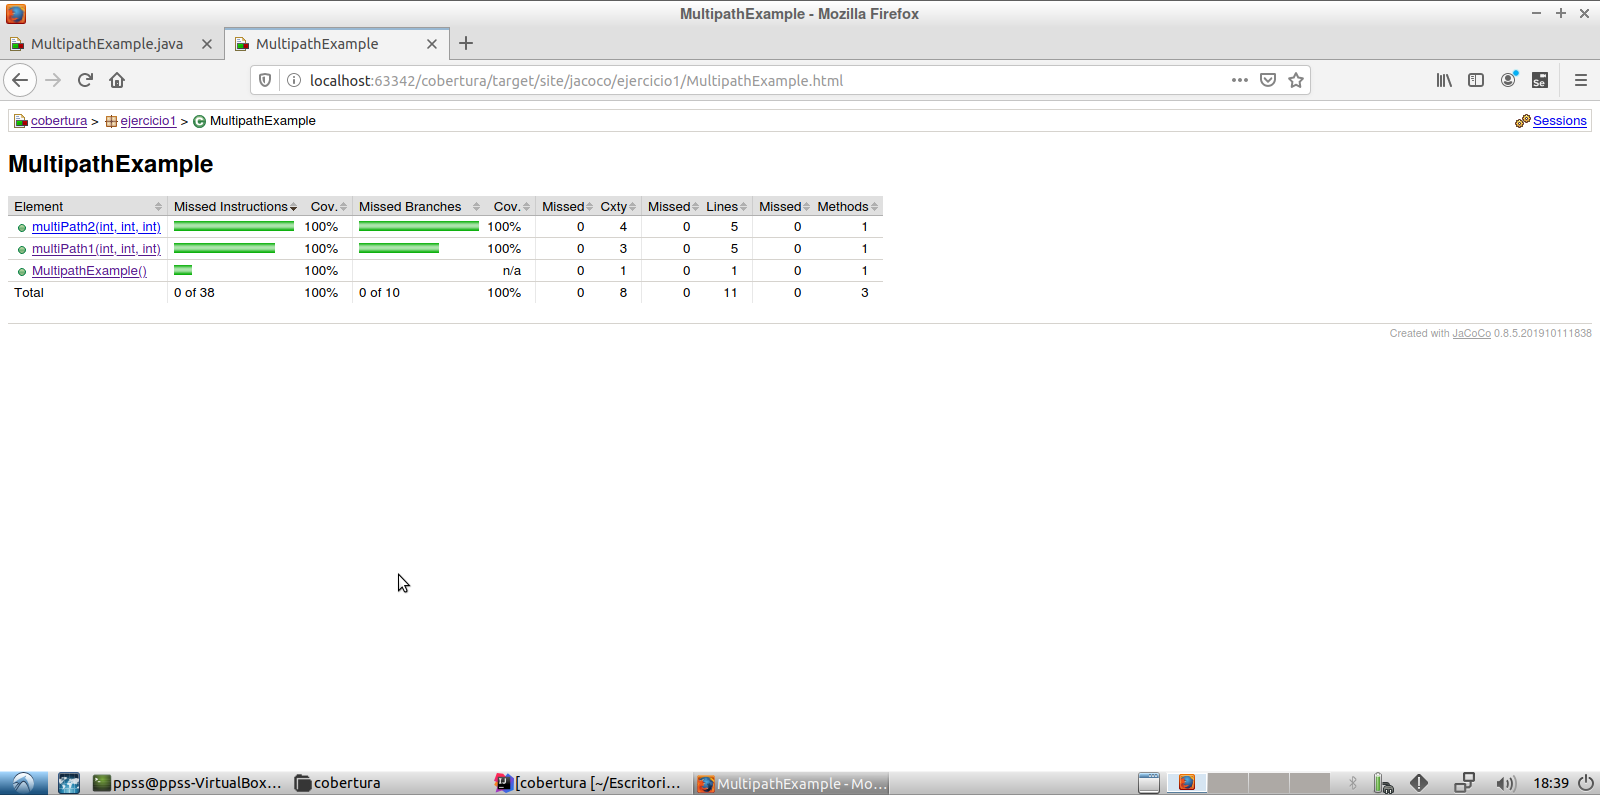 MultipathExample - Mozilla Firefox
MultipathExample.java
MultipathExample
localhost:63342/cobertura/target/site/jacoco/ejercicio1/MultipathExample.html
Se
cobertura > ejercicio1 > C MultipathExample Sessions
MultipathExample
Element Missed Instructions Cov. Missed Branches Cov. Missed Cxty Missed Lines Missed Methods
multiPath2(int, int, int) 100% 100% 0 4 0 5 0 1
multiPath1(int, int, int) 100% 100% 0 3 0 5 0 1
MultipathExample() 100% n/a 0 1 0 1 0 1
Total 0 of 38 100% 0 of 10 100% 0 8 0 11 0 3
Created with JaCoCo 0.8.5.201910111838
ppss@ppss-VirtualBox... cobertura [cobertura [~/Escritori... MultipathExample - Mo... 18:39